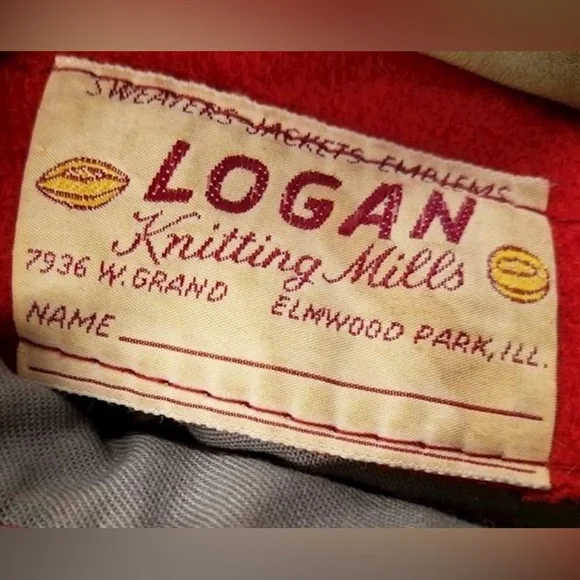 SWEATERS-JACKETS-EMBLEMS
LOGAN
Knitting Mills
7936 W. GRAND ELMWOOD PARK, ILL.
NAME